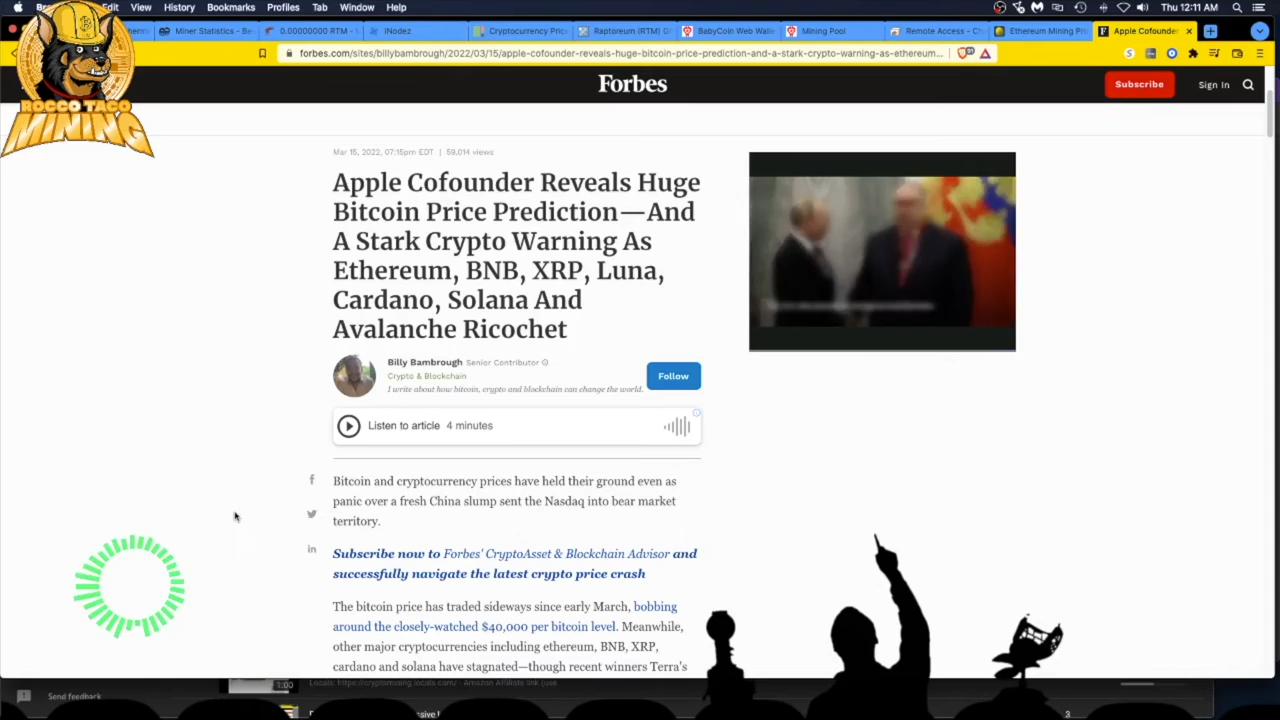 Edit View History Bookmarks Profiles Tab Window Help
Thu 12:11 AM
Miner Statistics - Be
0.00000000 RTM -
iNodez
Cryptocurrency Price
Raptoreum (RTM) G
BabyCoin Web Walle
Mining Pool
Remote Access - Ch
Ethereum Mining Pr
Apple Cofounder
forbes.com/sites/billybambrough/2022/03/15/apple-cofounder-reveals-huge-bitcoin-price-prediction-and-a-stark-crypto-warning-as-ethereum...
ROCCO TACO
MINING
Forbes
Subscribe
Sign In
Mar 15, 2022, 07:15pm EDT | 59,014 views
Apple Cofounder Reveals Huge
Bitcoin Price Prediction—And
A Stark Crypto Warning As
Ethereum, BNB, XRP, Luna,
Cardano, Solana And
Avalanche Ricochet
Billy Bambrough Senior Contributor
Crypto & Blockchain
I write about how bitcoin, crypto and blockchain can change the world.
Follow
Listen to article 4 minutes
Bitcoin and cryptocurrency prices have held their ground even as
panic over a fresh China slump sent the Nasdaq into bear market
territory.
Subscribe now to Forbes' CryptoAsset & Blockchain Advisor and
successfully navigate the latest crypto price crash
The bitcoin price has traded sideways since early March, bobbing
around the closely-watched $40,000 per bitcoin level. Meanwhile,
other major cryptocurrencies including ethereum, BNB, XRP,
cardano and solana have stagnated—though recent winners Terra's
Send feedback
1:00
3